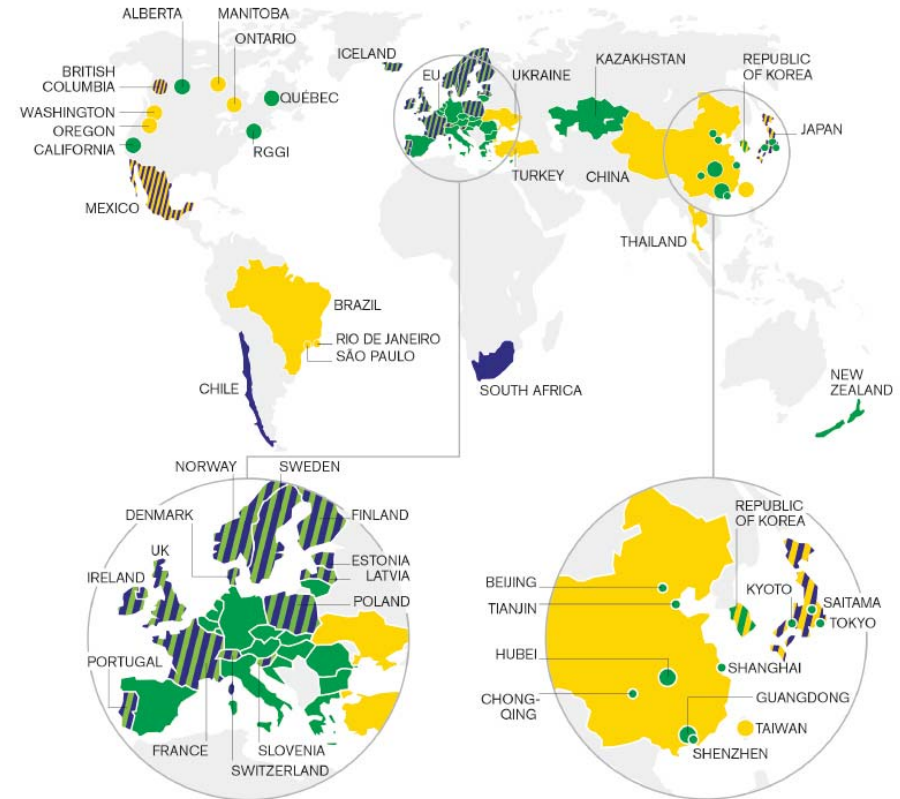 ALBERTA
MANITOBA
ONTARIO
BRITISH
COLUMBIA
QUÉBEC
WASHINGTON
OREGON
CALIFORNIA
RGGI
MEXICO
ICELAND
EU
UKRAINE
KAZAKHSTAN
REPUBLIC
OF KOREA
JAPAN
TURKEY
CHINA
THAILAND
BRAZIL
RIO DE JANEIRO
SÃO PAULO
CHILE
SOUTH AFRICA
NEW
ZEALAND
NORWAY
SWEDEN
DENMARK
FINLAND
UK
ESTONIA
IRELAND
LATVIA
POLAND
PORTUGAL
FRANCE
SLOVENIA
SWITZERLAND
REPUBLIC
OF KOREA
BEIJING
TIANJIN
KYOTO
SAITAMA
TOKYO
HUBEI
SHANGHAI
CHONG-
QING
GUANGDONG
TAIWAN
SHENZHEN